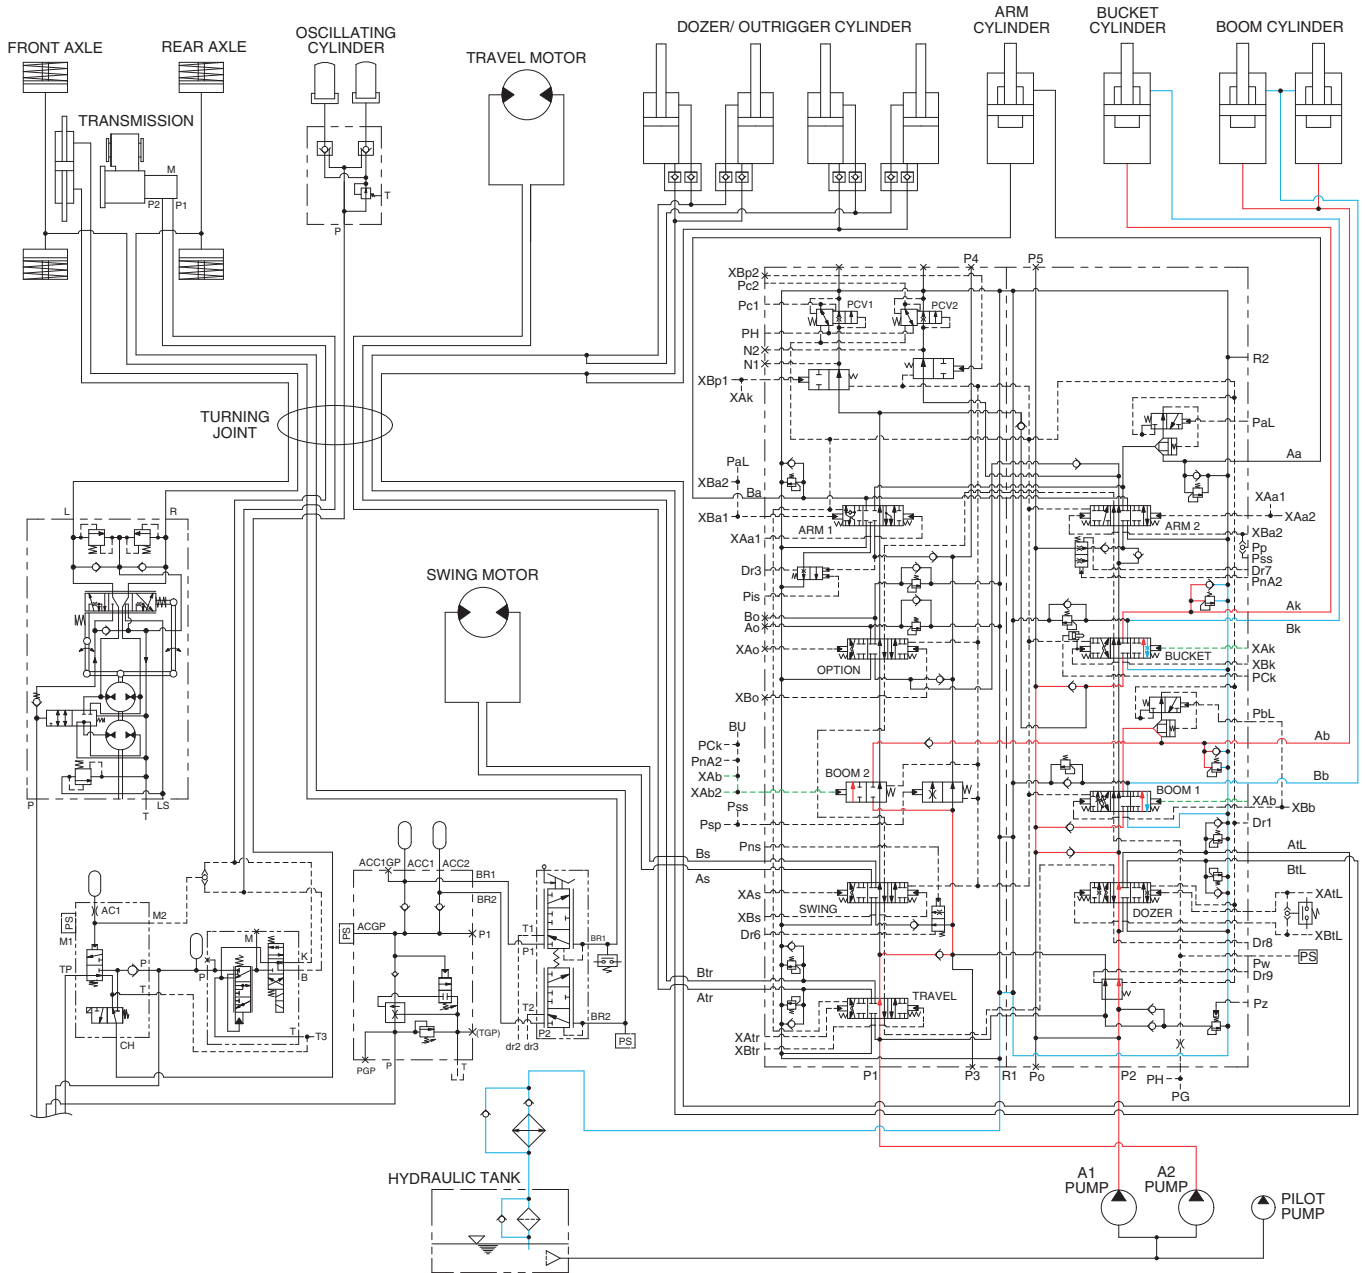 FRONT AXLE
REAR AXLE
OSCILLATING
CYLINDER
TRAVEL MOTOR
DOZER/ OUTRIGGER CYLINDER
ARM
CYLINDER
BUCKET
CYLINDER
BOOM CYLINDER
TRANSMISSION
M
P2 P1
T
P
TURNING
JOINT
XBp2
Pc2
Pc1
PH
N2
N1
XBp1
XAk
P4
P5
PCV1
PCV2
R2
PaL
Aa
PaL
XBa2
Ba
XBa1
XAa1
ARM 1
ARM 2
XAa1
XAa2
XBa2
Pp
Pss
Dr7
PnA2
Dr3
Pis
Bo
Ao
XAo
OPTION
XBo
Ak
Bk
BUCKET
XAk
XBk
PCk
L
R
P
T
LS
SWING MOTOR
BU
PCk
PnA2
XAb
XAb2
Pss
Psp
BOOM 2
PbL
Ab
Bb
BOOM 1
XAb
XBb
Dr1
Pns
Bs
As
XAs
SWING
XBs
Dr6
AtL
BtL
DOZER
XAtL
XBtL
Dr8
Pw
PS
Dr9
Pz
Btr
Atr
TRAVEL
XAtr
XBtr
P1
P3
R1
Po
P2
PH
PG
AC1
M2
PS
M1
TP
P
T
CH
M
K
P
B
T
T3
ACC1GP
ACC1
ACC2
BR1
BR2
PS
ACGP
P1
(TGP)
PGP
P
T
T1
P1
BR1
T2
P2
BR2
dr2
dr3
PS
HYDRAULIC TANK
A1
PUMP
A2
PUMP
PILOT
PUMP